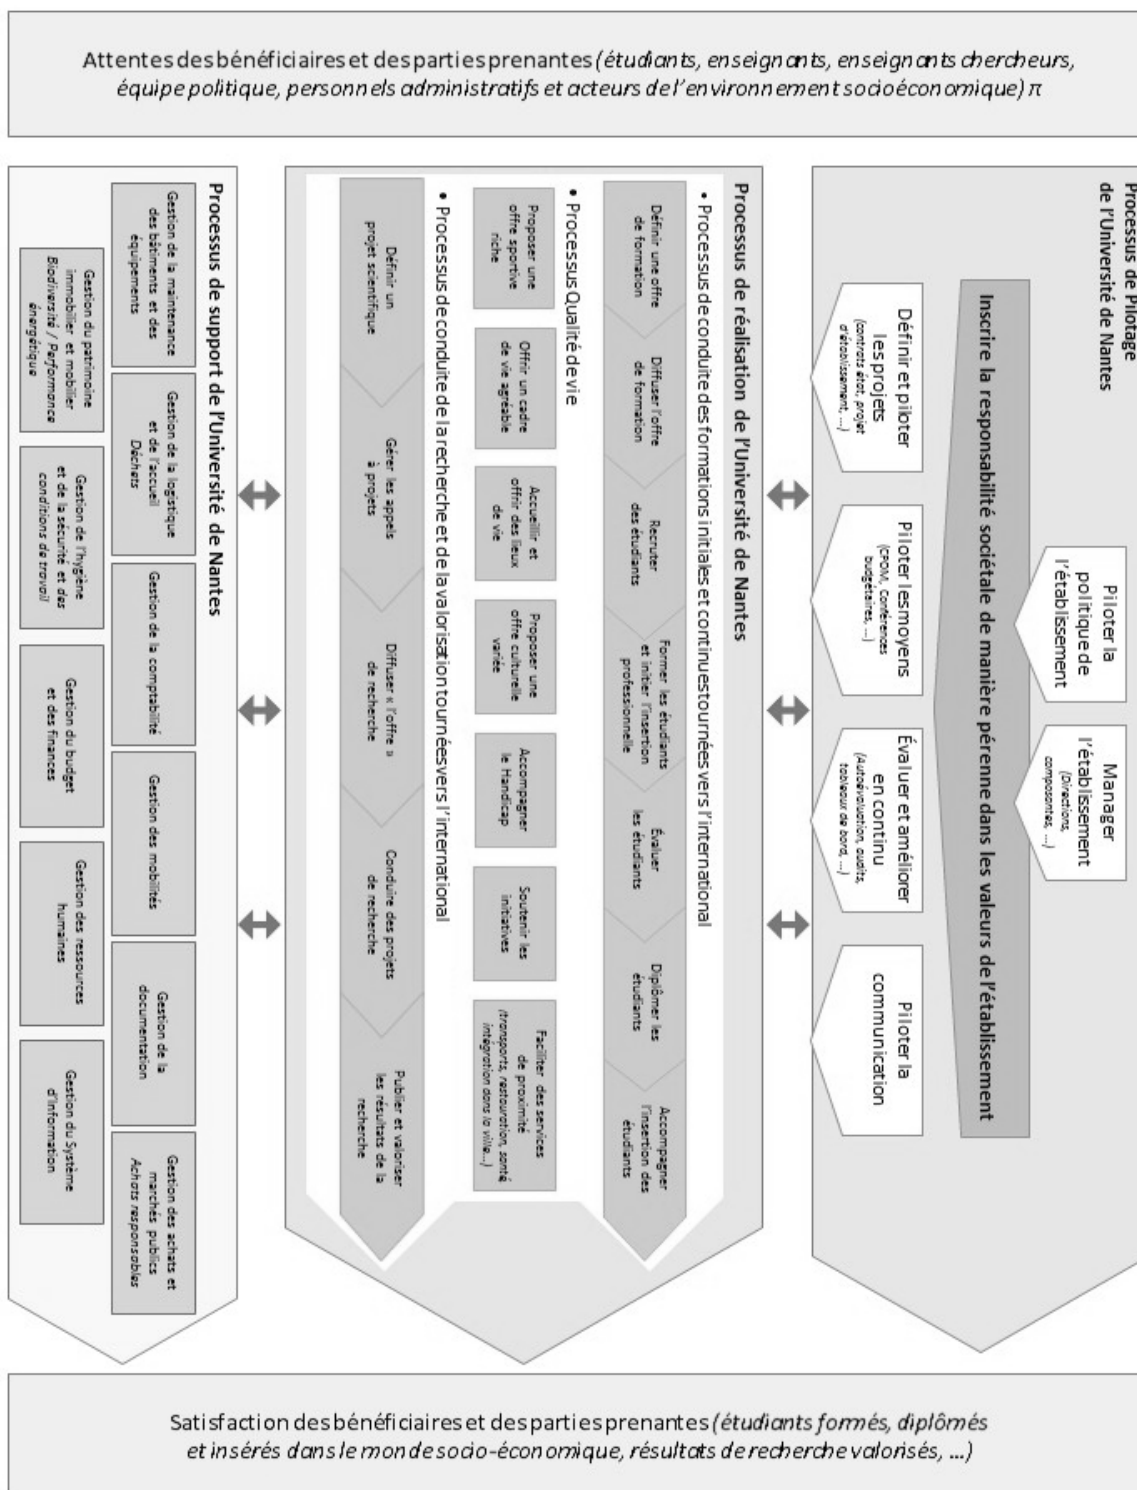 Attentes des bénéficiaires et des parties prenantes (étudiants, enseignants, enseignants chercheurs,
équipe politique, personnels administratifs et acteurs de l'environnement socioéconomique) π
Processus de Pilotage
de l'Université de Nantes
Piloter la
politique de
l'établissement
Manager
l'établissement
(Directions,
composantes, ...)
Inscrire la responsabilité sociétale de manière pérenne dans les valeurs de l'établissement
Définir et piloter
les projets
(contrats état, projet
d'établissement, ...)
Piloter les moyens
(CPOM, Conférences
budgétaires, ...)
Évaluer et améliorer
en continu
(Autoévaluation, audits,
tableaux de bord, ...)
Piloter la
communication
Processus de réalisation de l'Université de Nantes
• Processus de conduite des formations initiales et continues tournées vers l'international
Définir une offre
de formation
Diffuser l'offre
de formation
Recruter
des étudiants
Former les étudiants
et initier l'insertion
professionnelle
Évaluer
les étudiants
Diplômer les
étudiants
Accompagner
l'insertion des
étudiants
• Processus Qualité de vie
Proposer une
offre sportive
riche
Offrir un cadre
de vie agréable
Accueillir et
offrir des lieux
de vie
Proposer une
offre culturelle
variée
Accompagner
le Handicap
Soutenir les
initiatives
Faciliter des services
de proximité
(transports, restauration, santé
intégration dans la ville...)
• Processus de conduite de la recherche et de la valorisation tournées vers l'international
Définir un
projet scientifique
Gérer les appels
à projets
Diffuser « l'offre »
de recherche
Conduire des projets
de recherche
Publier et valoriser
les résultats de la
recherche
Processus de support de l'Université de Nantes
Gestion de la maintenance
des bâtiments et des
équipements
Gestion de la logistique
et de l'accueil
Déchets
Gestion de la comptabilité
Gestion des mobilités
Gestion de la
documentation
Gestion des achats et
marchés publics
Achats responsables
Gestion du patrimoine
immobilier et mobilier
Biodiversité / Performance
énergétique
Gestion de l'hygiène
et de la sécurité et des
conditions de travail
Gestion du budget
et des finances
Gestion des ressources
humaines
Gestion du Système
d'Information
Satisfaction des bénéficiaires et des parties prenantes (étudiants formés, diplômés
et insérés dans le monde socio-économique, résultats de recherche valorisés, ...)